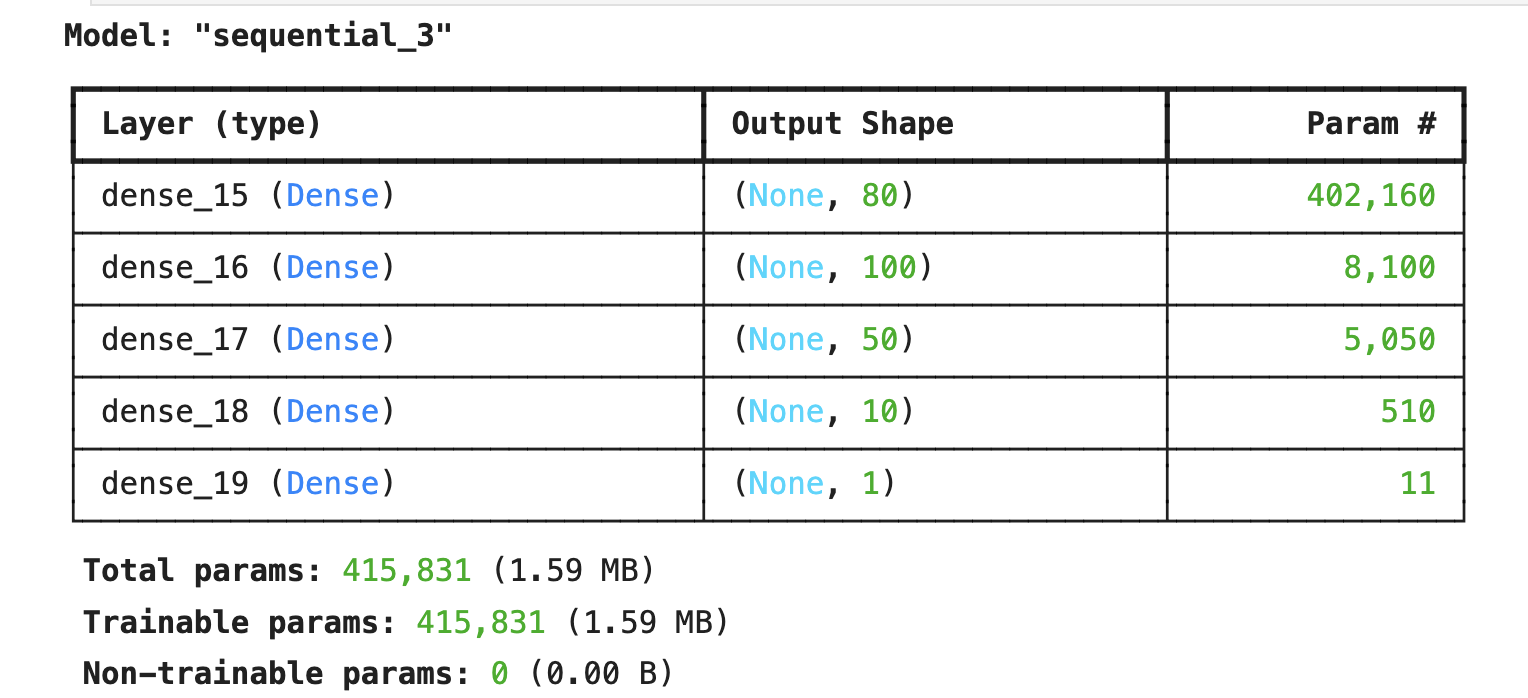 Model: "sequential_3"
Layer (type) Output Shape Param #
dense_15 (Dense) (None, 80) 402,160
dense_16 (Dense) (None, 100) 8,100
dense_17 (Dense) (None, 50) 5,050
dense_18 (Dense) (None, 10) 510
dense_19 (Dense) (None, 1) 11
Total params: 415,831 (1.59 MB)
Trainable params: 415,831 (1.59 MB)
Non-trainable params: 0 (0.00 B)